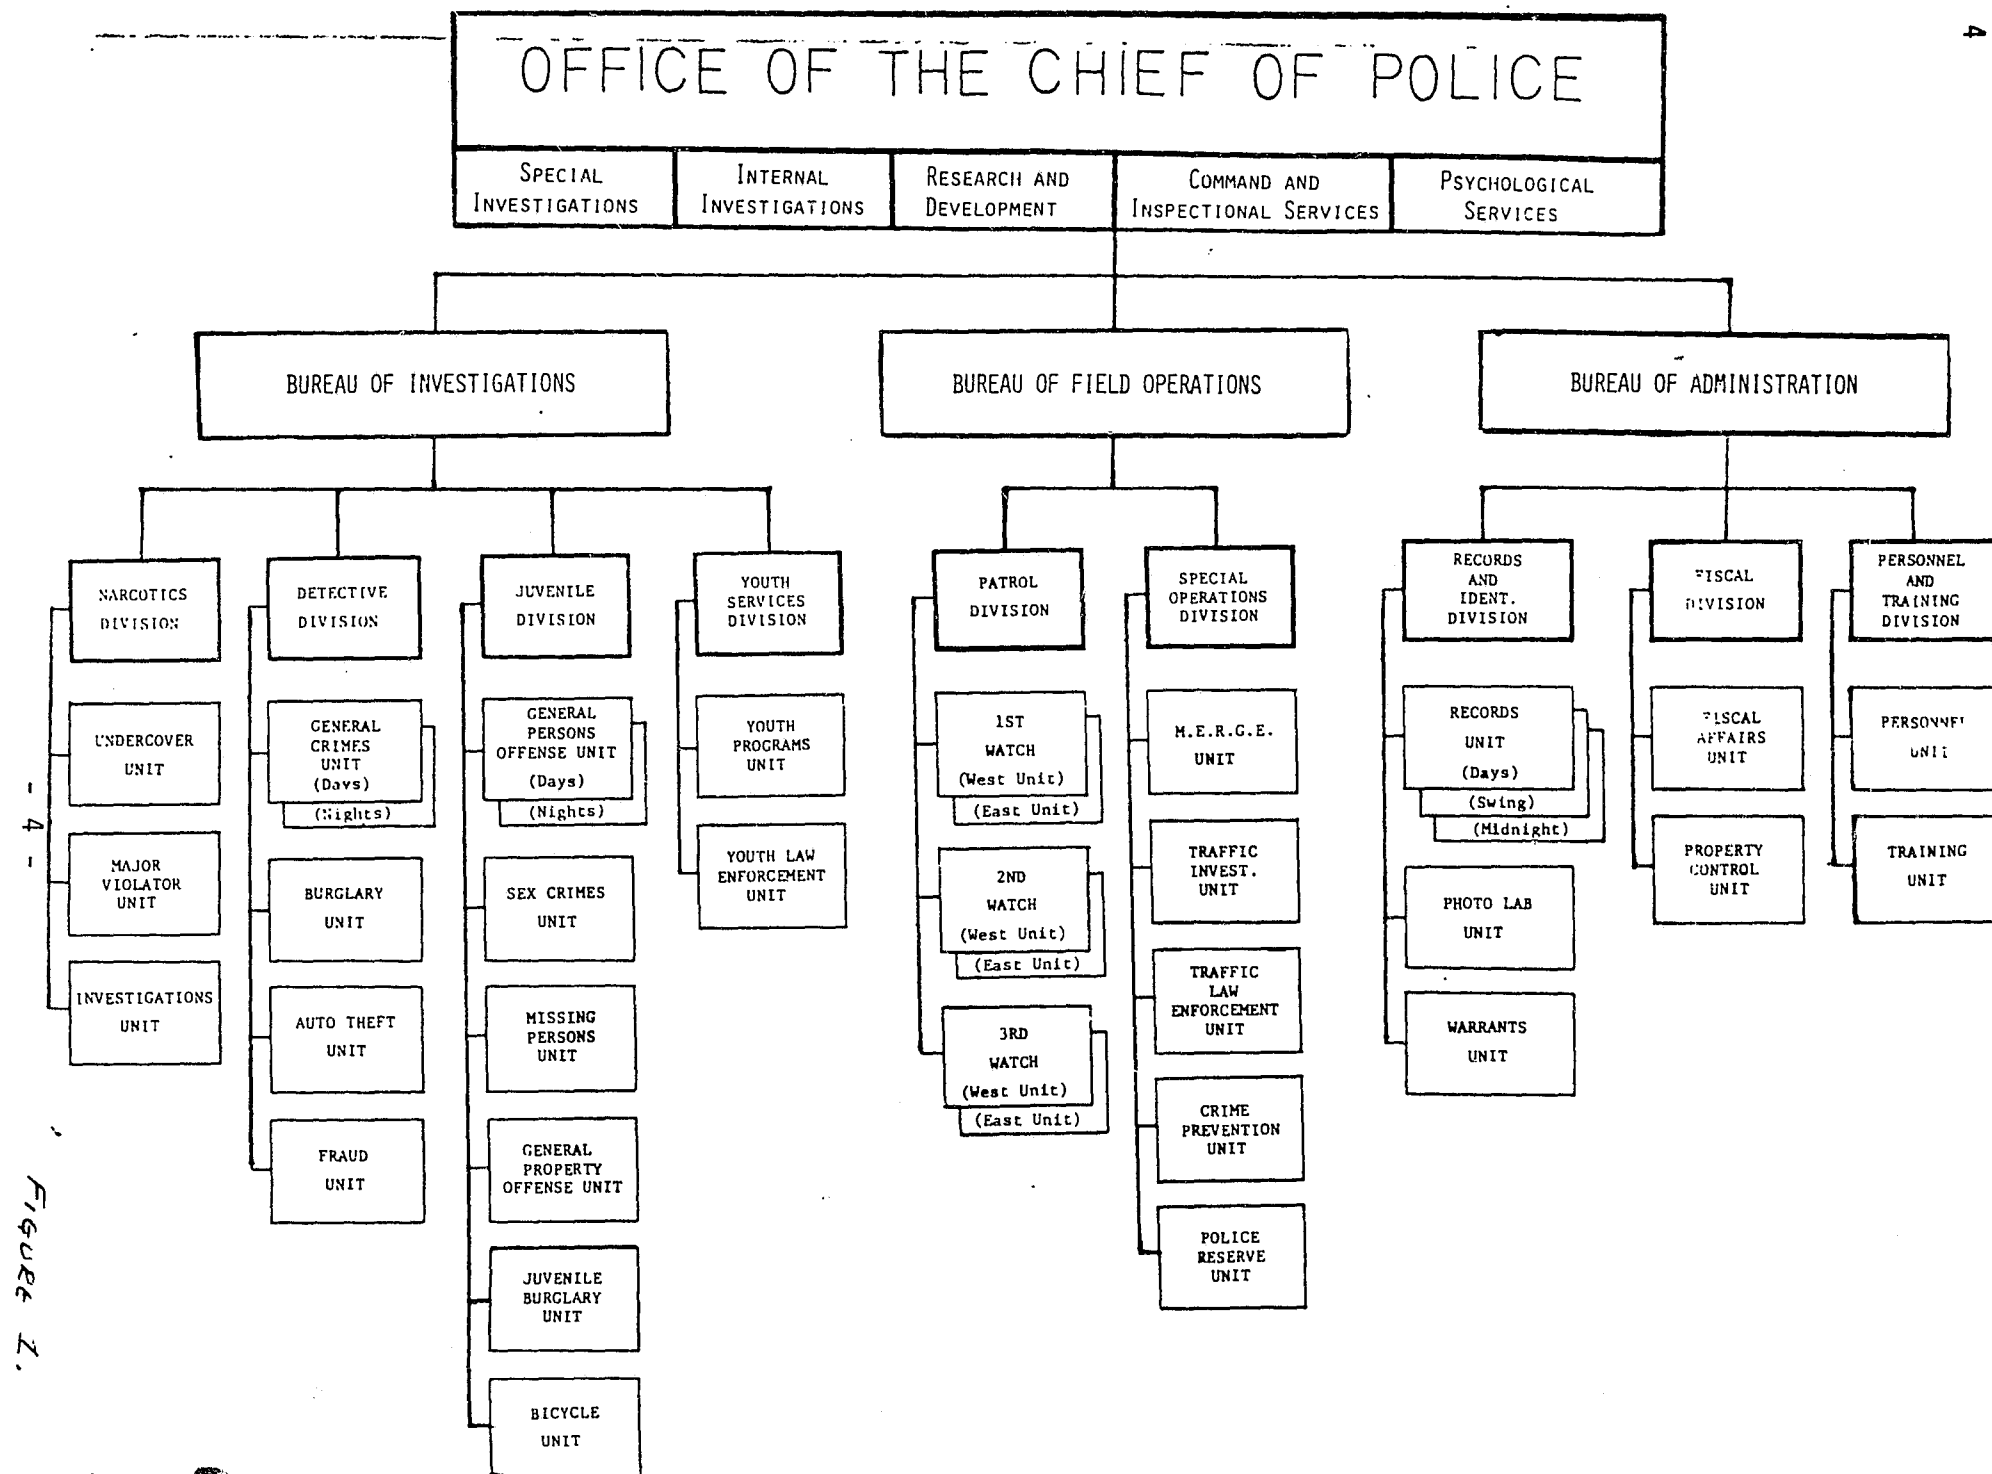 4
OFFICE OF THE CHIEF OF POLICE
SPECIAL
INVESTIGATIONS
INTERNAL
INVESTIGATIONS
RESEARCH AND
DEVELOPMENT
COMMAND AND
INSPECTIONAL SERVICES
PSYCHOLOGICAL
SERVICES
BUREAU OF INVESTIGATIONS
BUREAU OF FIELD OPERATIONS
BUREAU OF ADMINISTRATION
NARCOTICS
DIVISION
UNDERCOVER
UNIT
MAJOR
VIOLATOR
UNIT
INVESTIGATIONS
UNIT
DETECTIVE
DIVISION
GENERAL
CRIMES
UNIT
(Days)
(Nights)
BURGLARY
UNIT
AUTO THEFT
UNIT
FRAUD
UNIT
JUVENILE
DIVISION
GENERAL
PERSONS
OFFENSE UNIT
(Days)
(Nights)
SEX CRIMES
UNIT
MISSING
PERSONS
UNIT
GENERAL
PROPERTY
OFFENSE UNIT
JUVENILE
BURGLARY
UNIT
BICYCLE
UNIT
YOUTH
SERVICES
DIVISION
YOUTH
PROGRAMS
UNIT
YOUTH LAW
ENFORCEMENT
UNIT
PATROL
DIVISION
1ST
WATCH
(West Unit)
(East Unit)
2ND
WATCH
(West Unit)
(East Unit)
3RD
WATCH
(West Unit)
(East Unit)
SPECIAL
OPERATIONS
DIVISION
M.E.R.G.E.
UNIT
TRAFFIC
INVEST.
UNIT
TRAFFIC
LAW
ENFORCEMENT
UNIT
CRIME
PREVENTION
UNIT
POLICE
RESERVE
UNIT
RECORDS
AND
IDENT.
DIVISION
RECORDS
UNIT
(Days)
(Swing)
(Midnight)
PHOTO LAB
UNIT
WARRANTS
UNIT
FISCAL
DIVISION
FISCAL
AFFAIRS
UNIT
PROPERTY
CONTROL
UNIT
PERSONNEL
AND
TRAINING
DIVISION
PERSONNEL
UNIT
TRAINING
UNIT
- 4 -
FIGURE I.